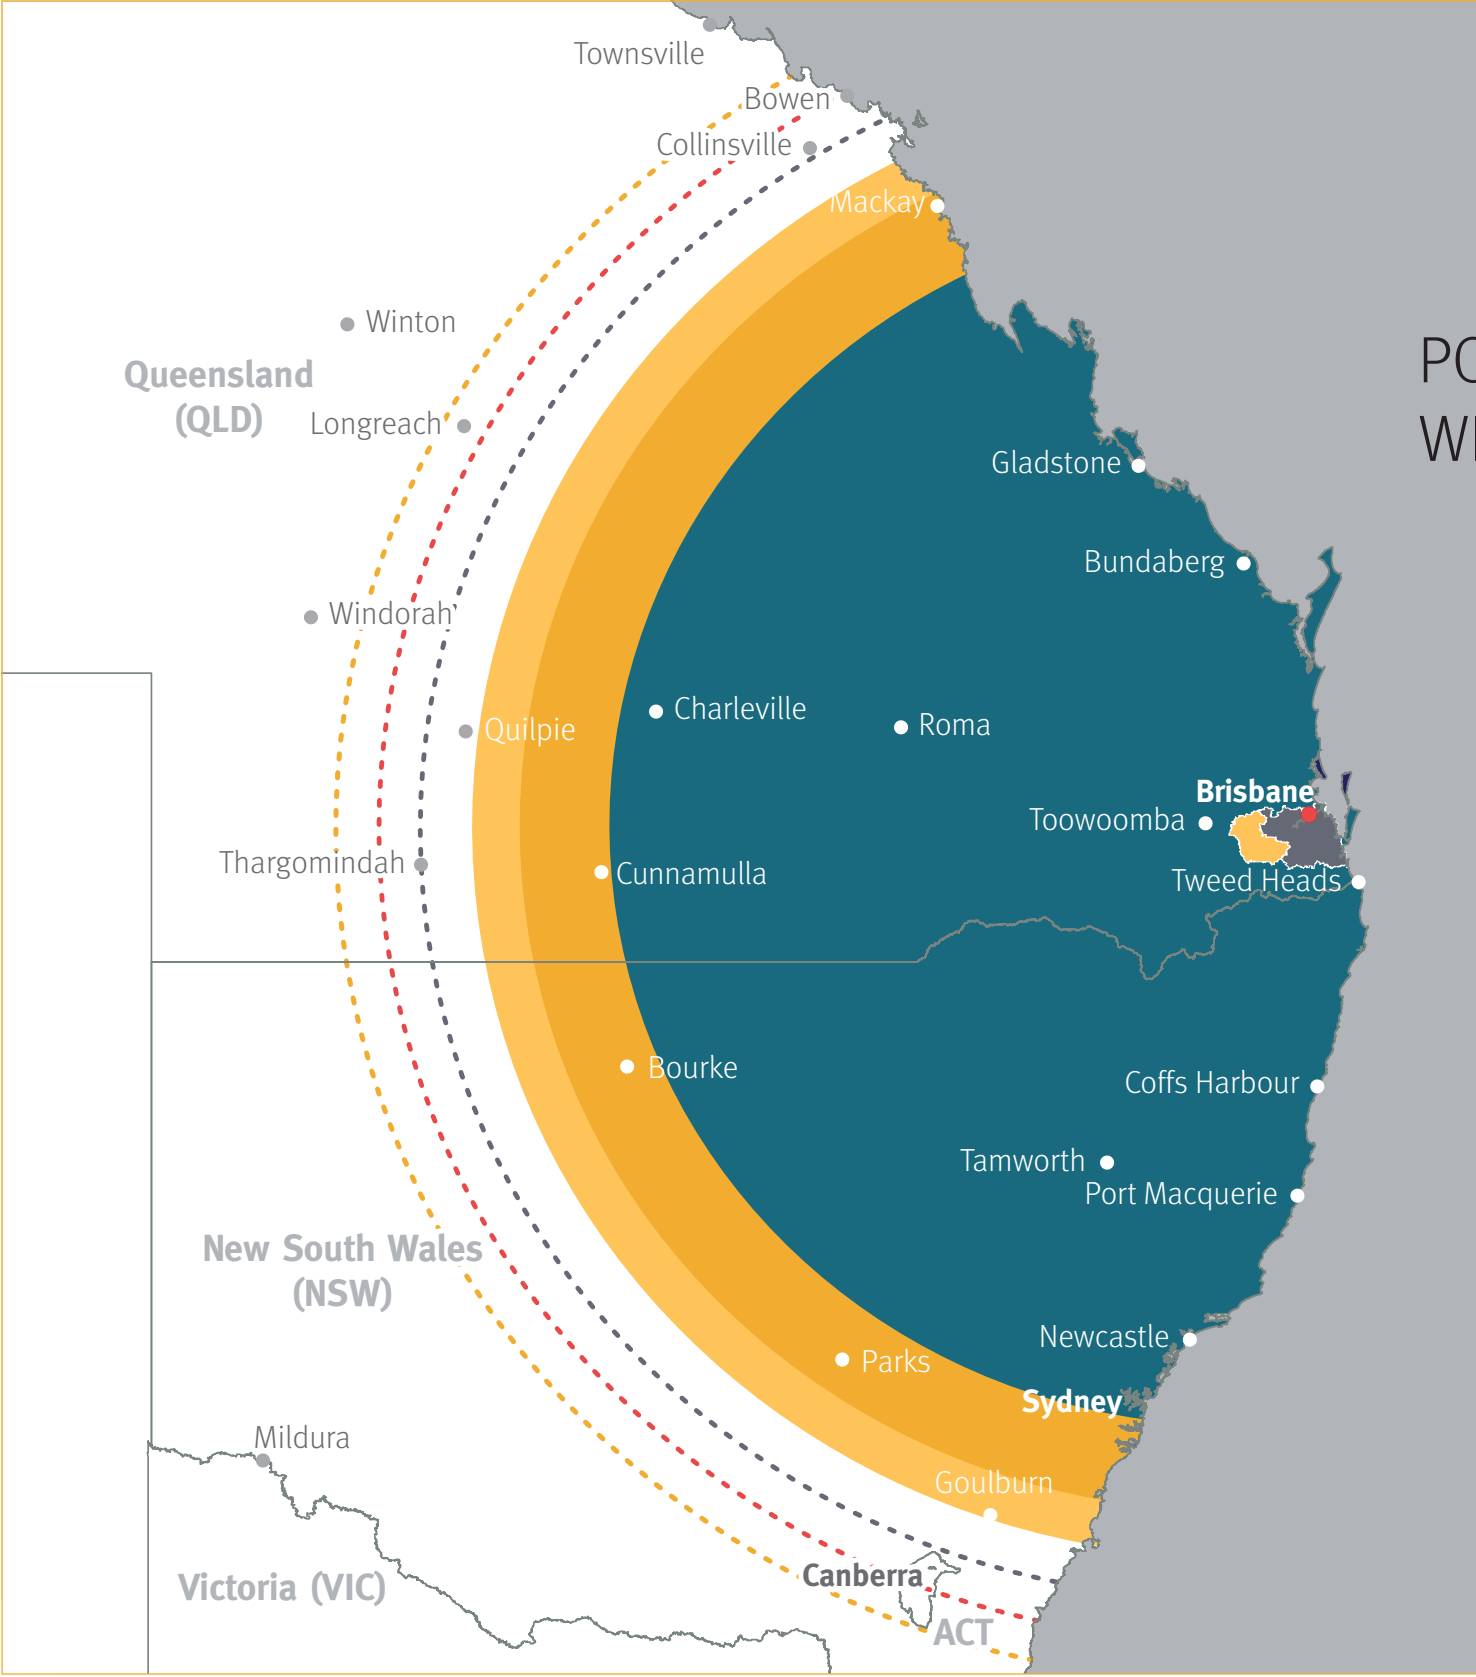 Townsville
Bowen
Collinsville
Mackay
Winton
Queensland
(QLD)
Longreach
Gladstone
Bundaberg
Windorah
Charleville
Roma
Quilpie
Brisbane
Toowoomba
Thargomindah
Cunnamulla
Tweed Heads
Bourke
Coffs Harbour
Tamworth
Port Macquerie
New South Wales
(NSW)
Newcastle
Parks
Sydney
Mildura
Goulburn
Canberra
Victoria (VIC)
ACT